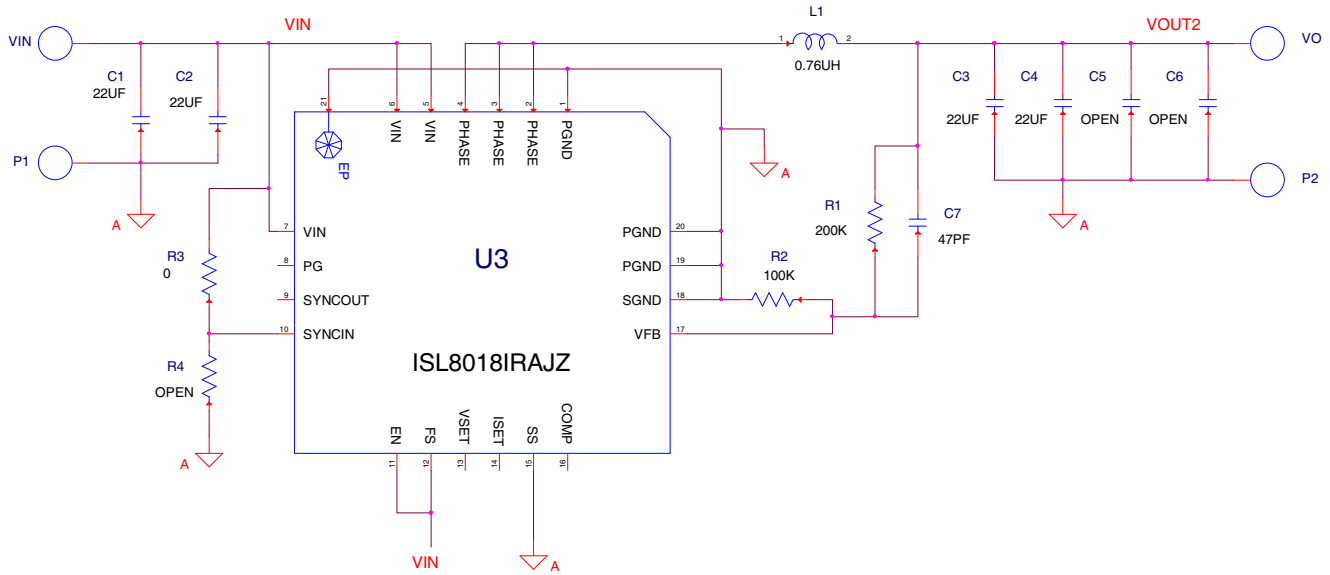 L1
VIN
VIN
VOUT2
VO
1
2
0.76UH
C1
22UF
C2
22UF
C3
22UF
C4
22UF
C5
OPEN
C6
OPEN
21
6
5
4
3
2
1
EP
VIN
VIN
PHASE
PHASE
PHASE
PGND
P1
A
A
P2
A
R1
200K
C7
47PF
7
VIN
8
PG
9
SYNCOUT
10
SYNCIN
U3
ISL8018IRAJZ
PGND
20
PGND
19
SGND
18
VFB
17
R2
100K
R3
0
R4
OPEN
A
EN
FS
VSET
ISET
SS
COMP
11
12
13
14
15
16
VIN
A